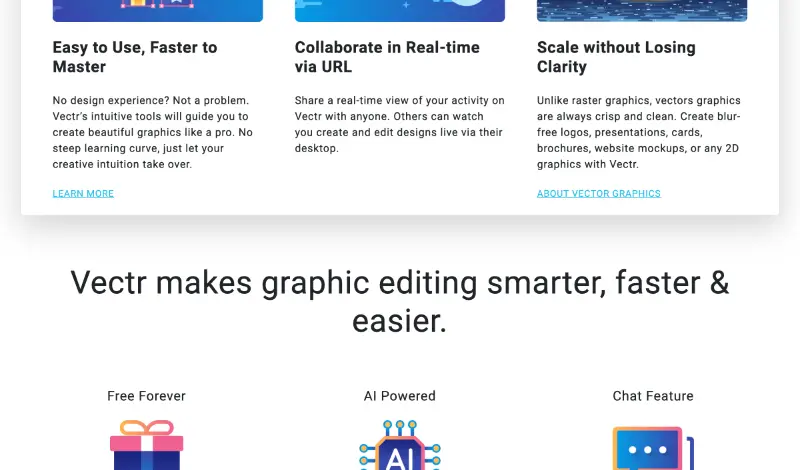 Easy to Use, Faster to
Master
No design experience? Not a problem.
Vectr's intuitive tools will guide you to
create beautiful graphics like a pro. No
steep learning curve, just let your
creative intuition take over.
LEARN MORE
Collaborate in Real-time
via URL
Share a real-time view of your activity on
Vectr with anyone. Others can watch
you create and edit designs live via their
desktop.
Scale without Losing
Clarity
Unlike raster graphics, vectors graphics
are always crisp and clean. Create blur-
free logos, presentations, cards,
brochures, website mockups, or any 2D
graphics with Vectr.
ABOUT VECTOR GRAPHICS
Vectr makes graphic editing smarter, faster &
easier.
Free Forever
AI Powered
Chat Feature
AI